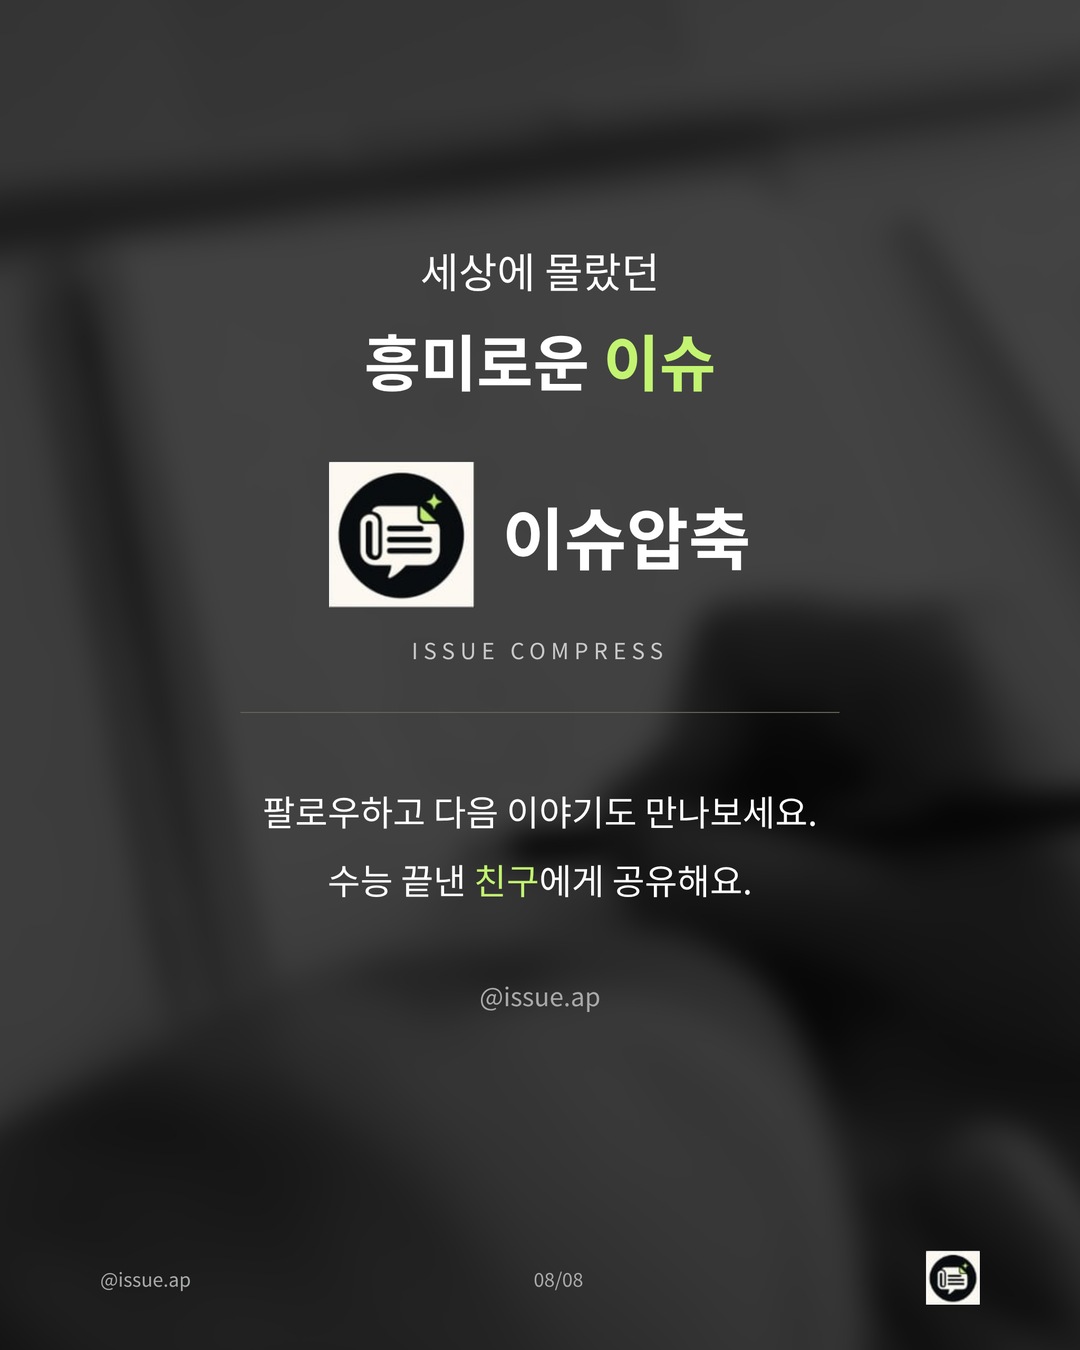 세상에 몰랐던
흥미로운 이슈
이슈압축
ISSUE COMPRESS
팔로우하고 다음 이야기도 만나보세요.
수능 끝낸 친구에게 공유해요.
@issue.ap
@issue.ap
08/08